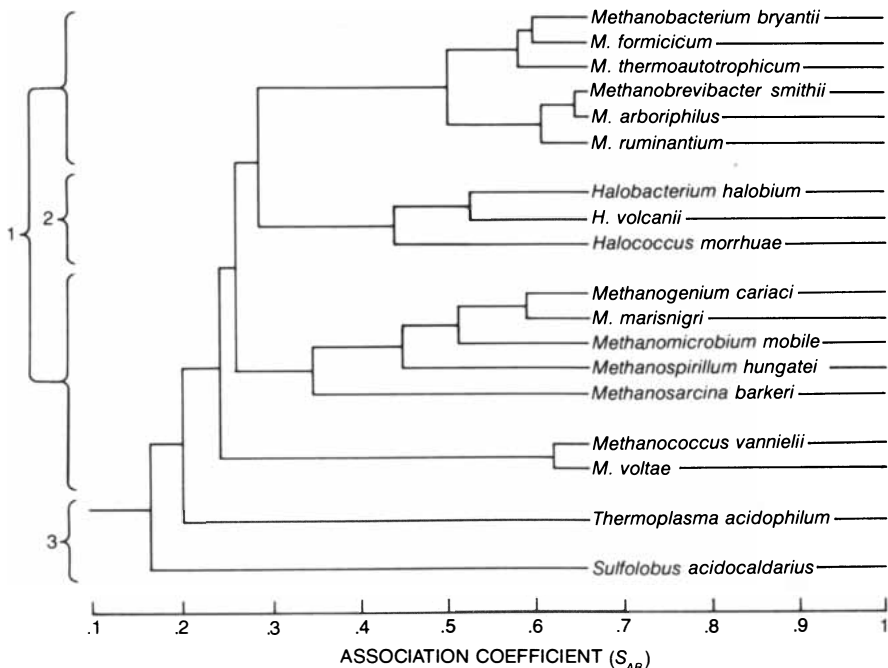 Methanobacterium bryantii
M. formicicum
M. thermoautotrophicum
Methanobrevibacter smithii
M. arboriphilus
M. ruminantium
Halobacterium halobium
1 2 H. volcanii
Halococcus morrhuae
Methanogenium cariaci
M. marisnigri
Methanomicrobium mobile
Methanospirillum hungatei
Methanosarcina barkeri
Methanococcus vannielii
M. voltae
Thermoplasma acidophilum
3
Sulfolobus acidocaldarius
.1 .2 .3 .4 .5 .6 .7 .8 .9 1
ASSOCIATION COEFFICIENT (S_AB)